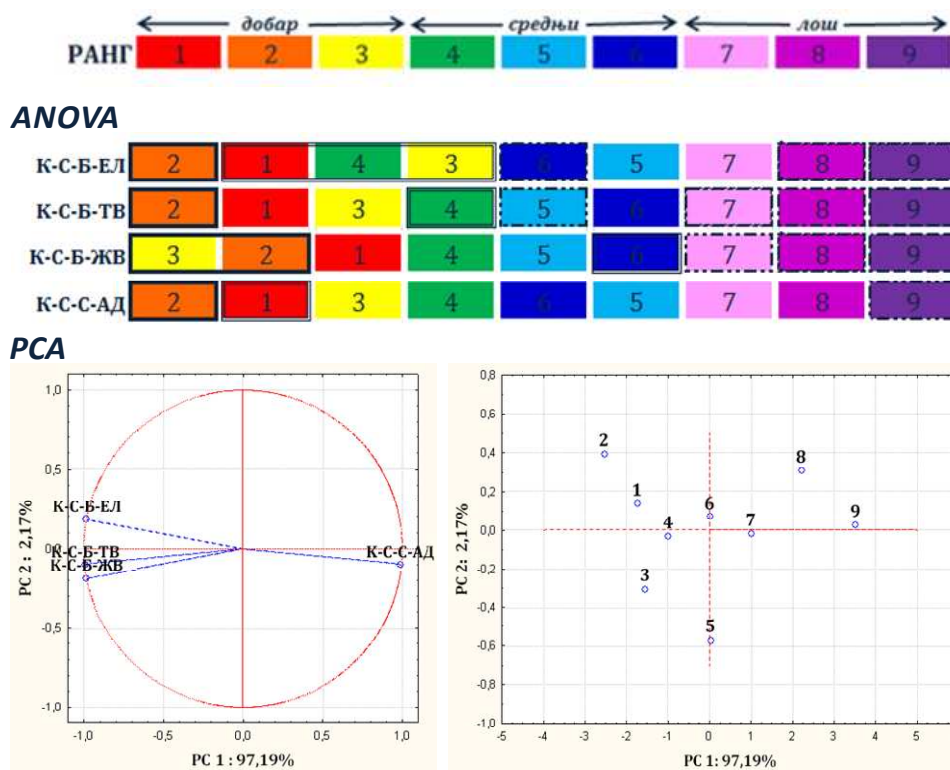 добар средњи лош
РАНГ 1 2 3 4 5 6 7 8 9
ANOVA
К-С-Б-ЕЛ 2 1 4 3 6 5 7 8 9
К-С-Б-ТВ 2 1 3 4 5 6 7 8 9
К-С-Б-ЖВ 3 2 1 4 5 6 7 8 9
К-С-С-АД 2 1 3 4 6 5 7 8 9
PCA
1,0
0,5
0,0
-0,5
-1,0
PC 2 : 2,17%
К-С-Б-ЕЛ
К-С-Б-ТВ К-С-С-АД
К-С-Б-ЖВ
-1,0 -0,5 0,0 0,5 1,0
PC 1 : 97,19%
0,8
0,6
0,4
0,2
0,0
-0,2
-0,4
-0,6
-0,8
-1,0
PC 2: 2,17%
2
8
1
6
9
4
7
3
5
-5 -4 -3 -2 -1 0 1 2 3 4 5
PC 1: 97,19%